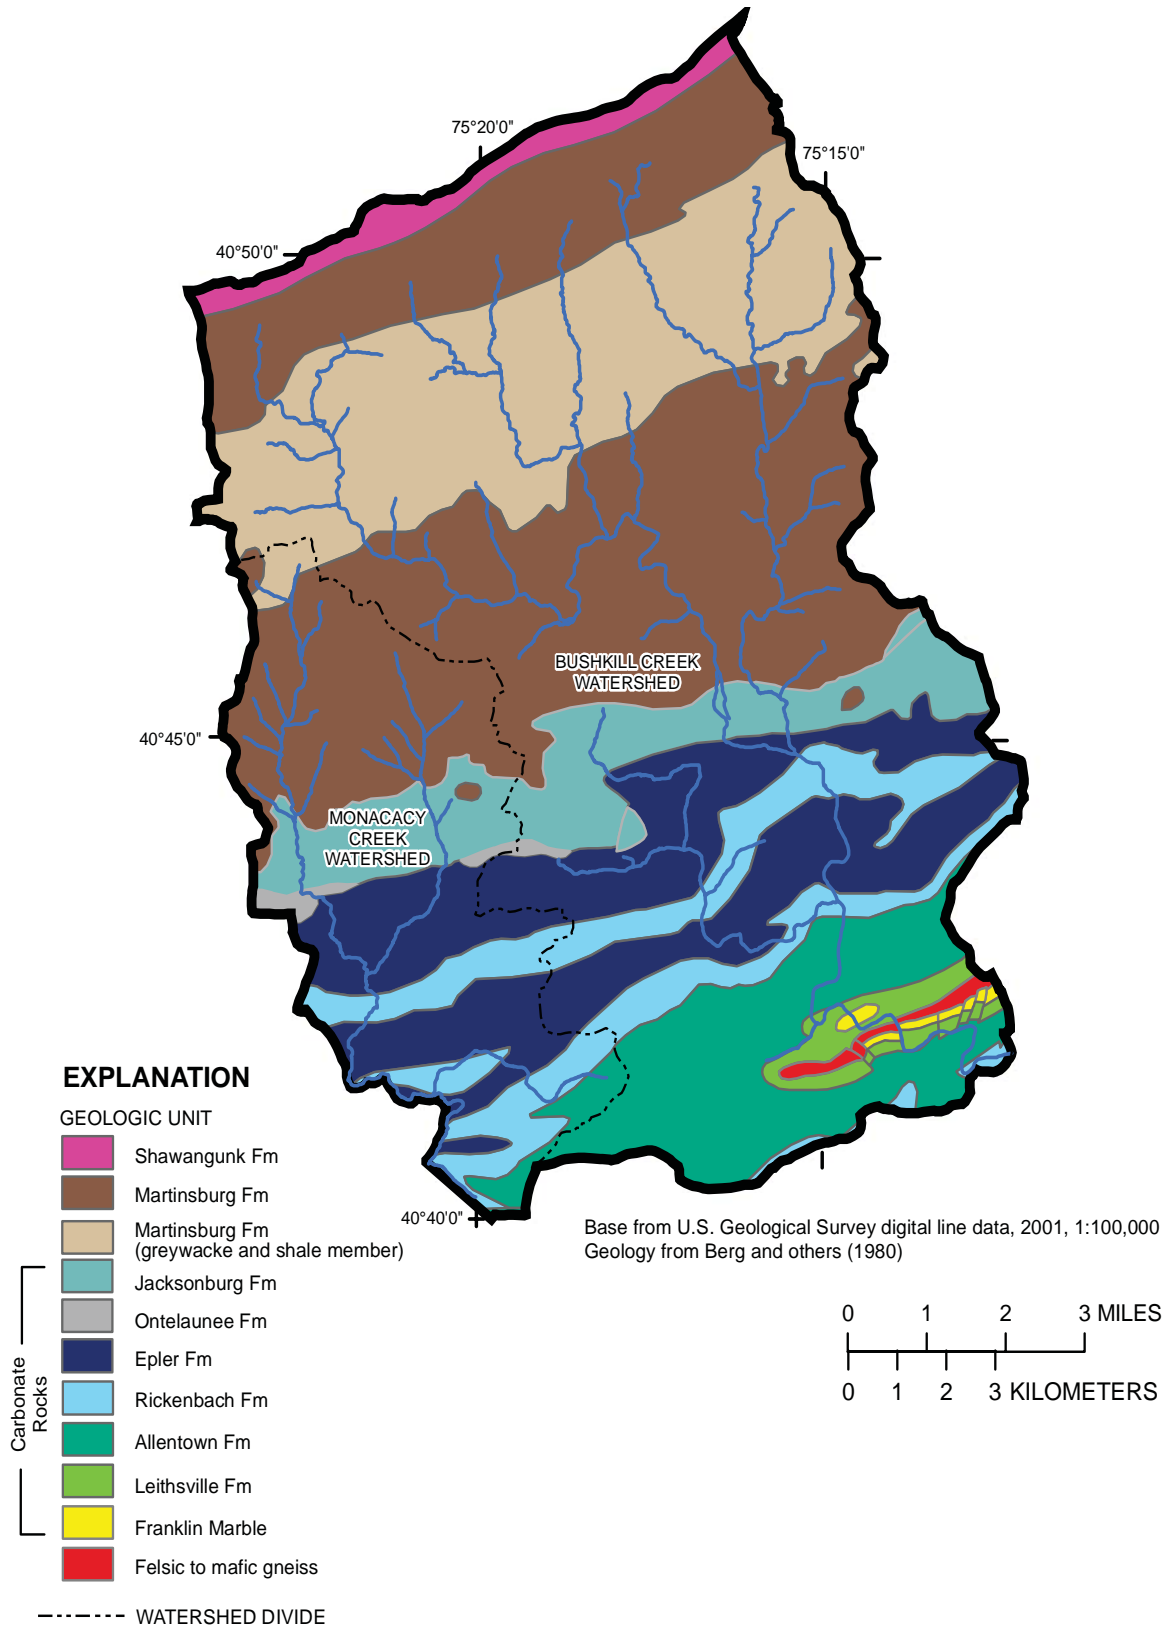 75°20'0"
75°15'0"
40°50'0"
BUSHKILL CREEK
WATERSHED
40°45'0"
MONACACY
CREEK
WATERSHED
40°40'0"
EXPLANATION
GEOLOGIC UNIT
Shawangunk Fm
Martinsburg Fm
Martinsburg Fm
(greywacke and shale member)
Jacksonburg Fm
Ontelaunee Fm
Epler Fm
Rickenbach Fm
Allentown Fm
Leithsville Fm
Franklin Marble
Felsic to mafic gneiss
Carbonate
Rocks
WATERSHED DIVIDE
Base from U.S. Geological Survey digital line data, 2001, 1:100,000
Geology from Berg and others (1980)
0 1 2 3 MILES
0 1 2 3 KILOMETERS